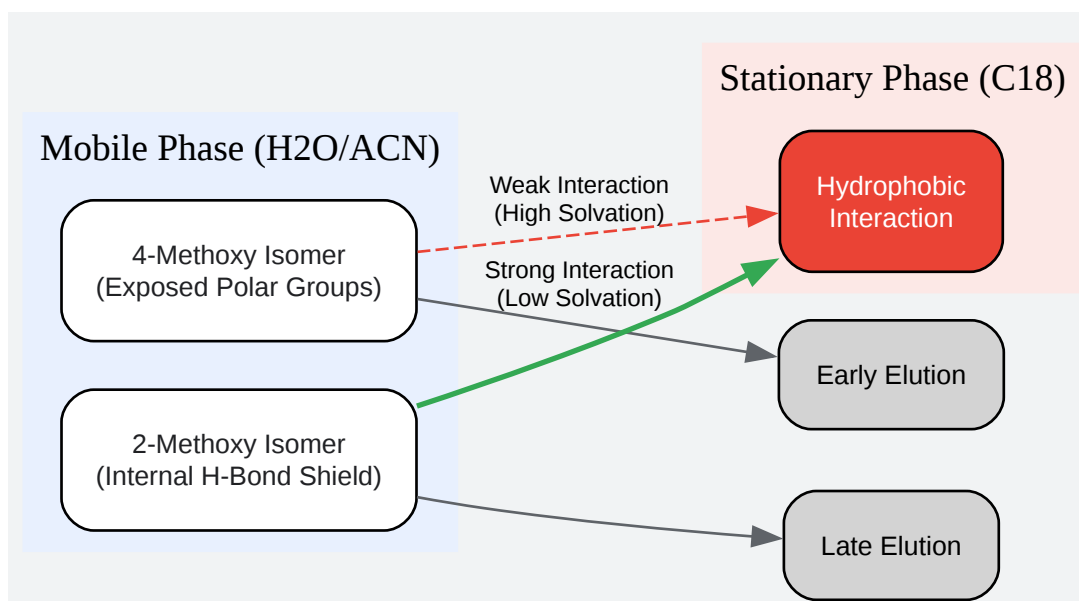 Stationary Phase (C18)
Mobile Phase (H2O/ACN)
Weak Interaction
(High Solvation)
Hydrophobic
Interaction
4-Methoxy Isomer
(Exposed Polar Groups)
Strong Interaction
(Low Solvation)
Early Elution
2-Methoxy Isomer
(Internal H-Bond Shield)
Late Elution